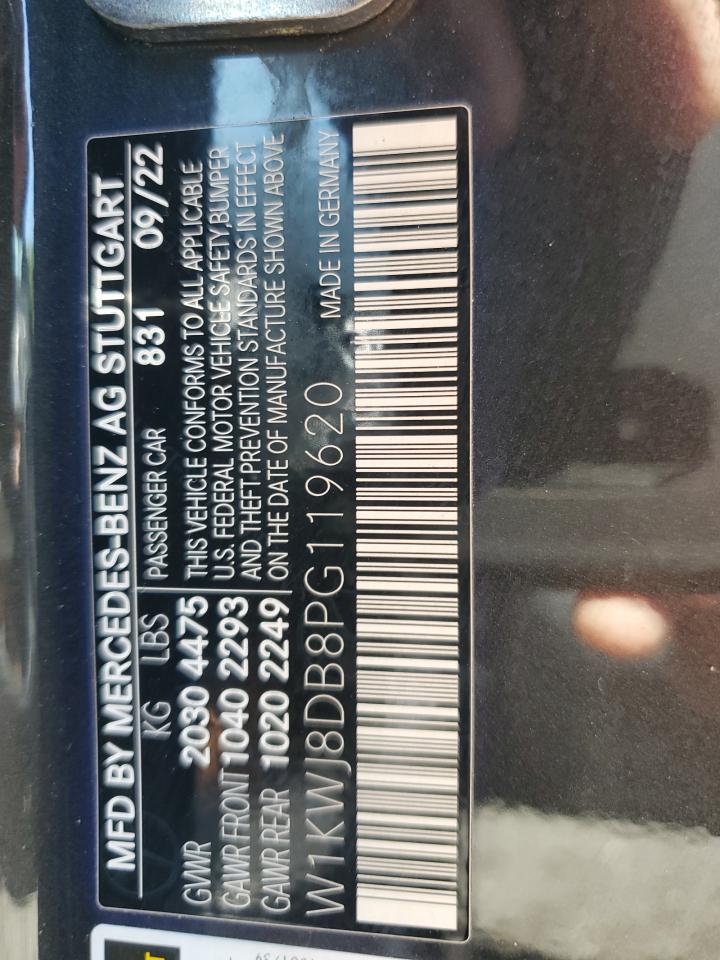 MFD BY MERCEDES-BENZ AG STUTTGART
KG LBS PASSENGER CAR 831 09/22
GVWR 2030 4475 THIS VEHICLE CONFORMS TO ALL APPLICABLE
GAWR FRONT 1040 2293 U.S. FEDERAL MOTOR VEHICLE SAFETY,BUMPER
GAWR REAR 1020 2249 AND THEFT PREVENTION STANDARDS IN EFFECT
ON THE DATE OF MANUFACTURE SHOWN ABOVE
W1KWJ8DB8PG119620 MADE IN GERMANY